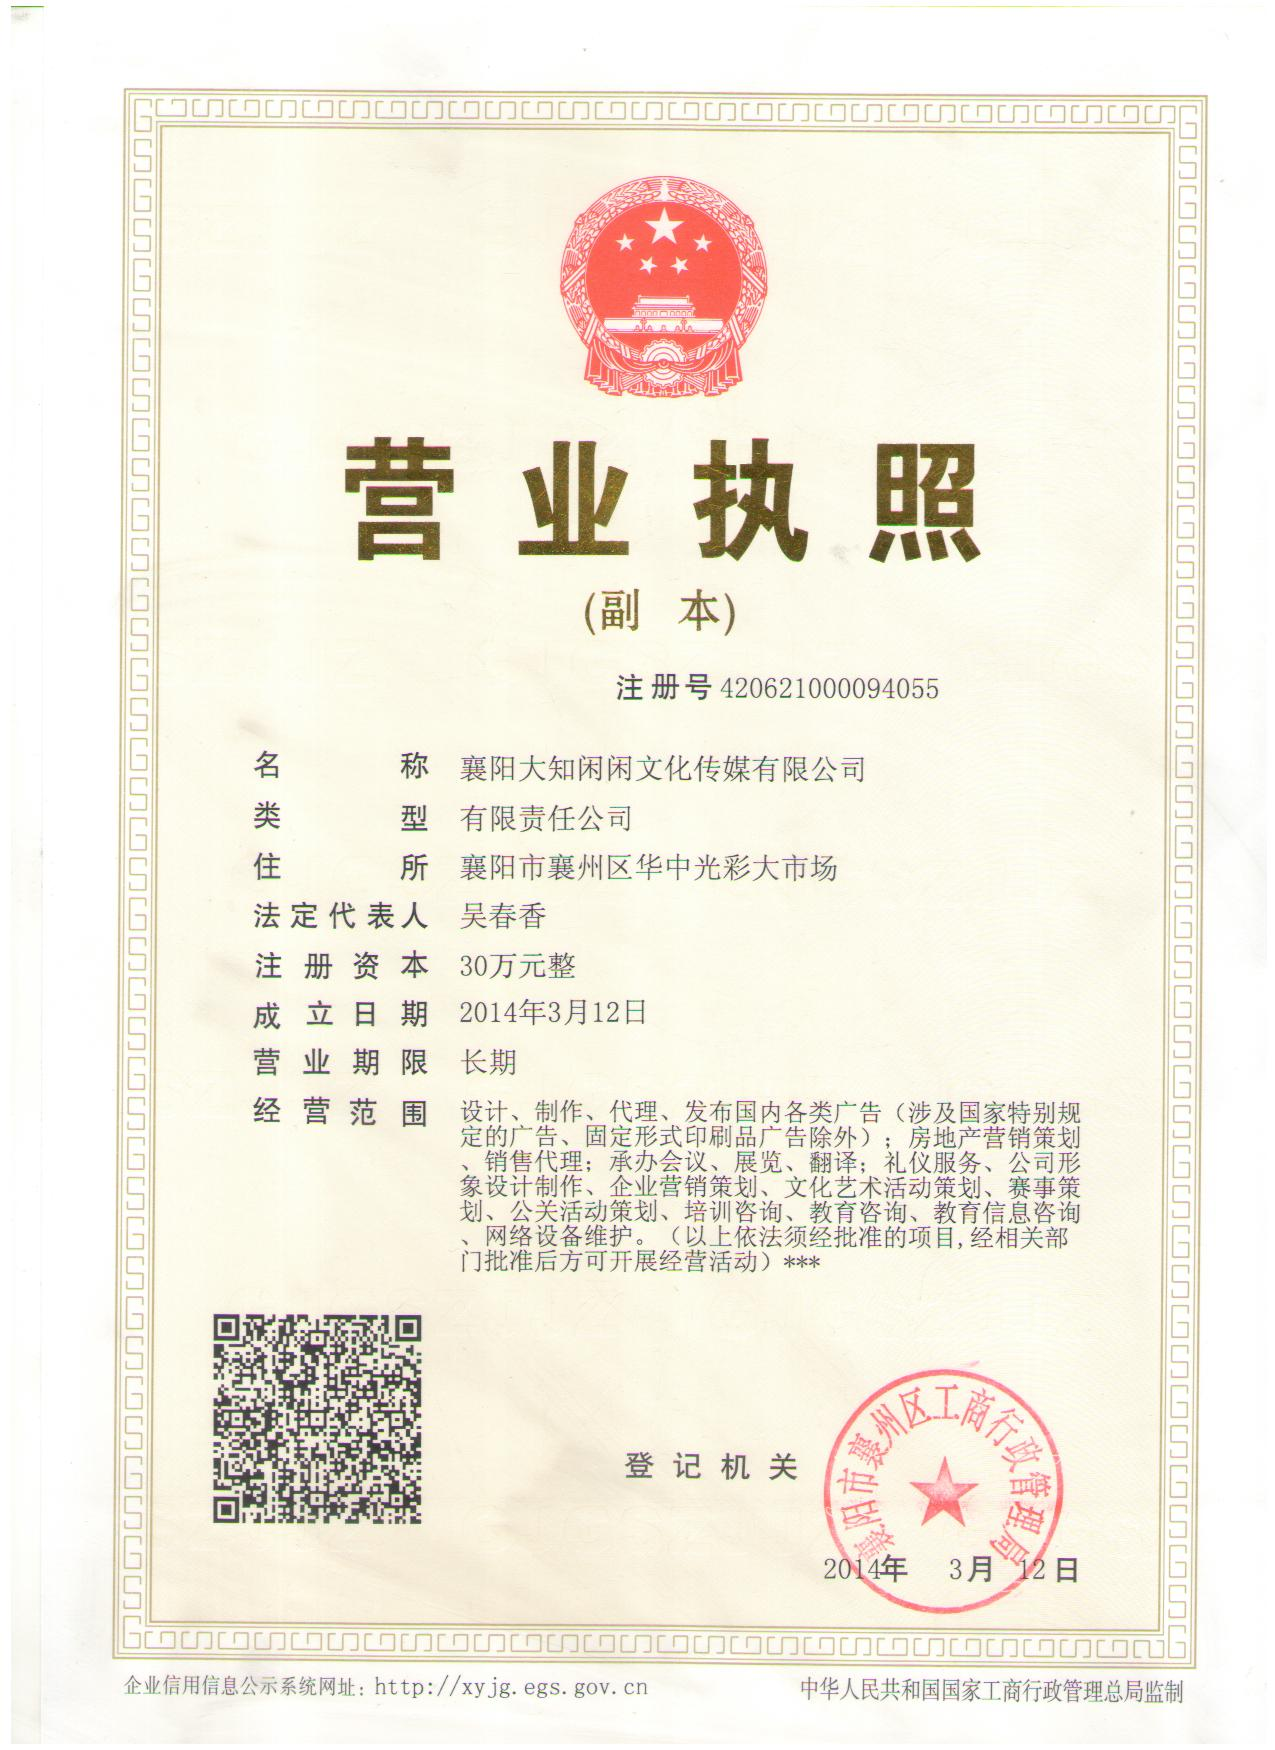 营业执照
(副 本)
注册号 420621000094055
名称 襄阳大知闲闲文化传媒有限公司
类型 有限责任公司
住所 襄阳市襄州区华中光彩大市场
法定代表人 吴春香
注册资本 30万元整
成立日期 2014年3月12日
营业期限 长期
经营范围 设计、制作、代理、发布国内各类广告（涉及国家特别规
定的广告、固定形式印刷品广告除外）；房地产营销策划
、销售代理；承办会议、展览、翻译；礼仪服务、公司形
象设计制作、企业营销策划、文化艺术活动策划、赛事策
划、公关活动策划、培训咨询、教育咨询、教育信息咨询
、网络设备维护。（以上依法须经批准的项目,经相关部
门批准后方可开展经营活动）***
登记机关
襄阳市襄州区工商行政管理局
2014年 3月 12日
企业信用信息公示系统网址: http://xyjg.egs.gov.cn
中华人民共和国国家工商行政管理总局监制